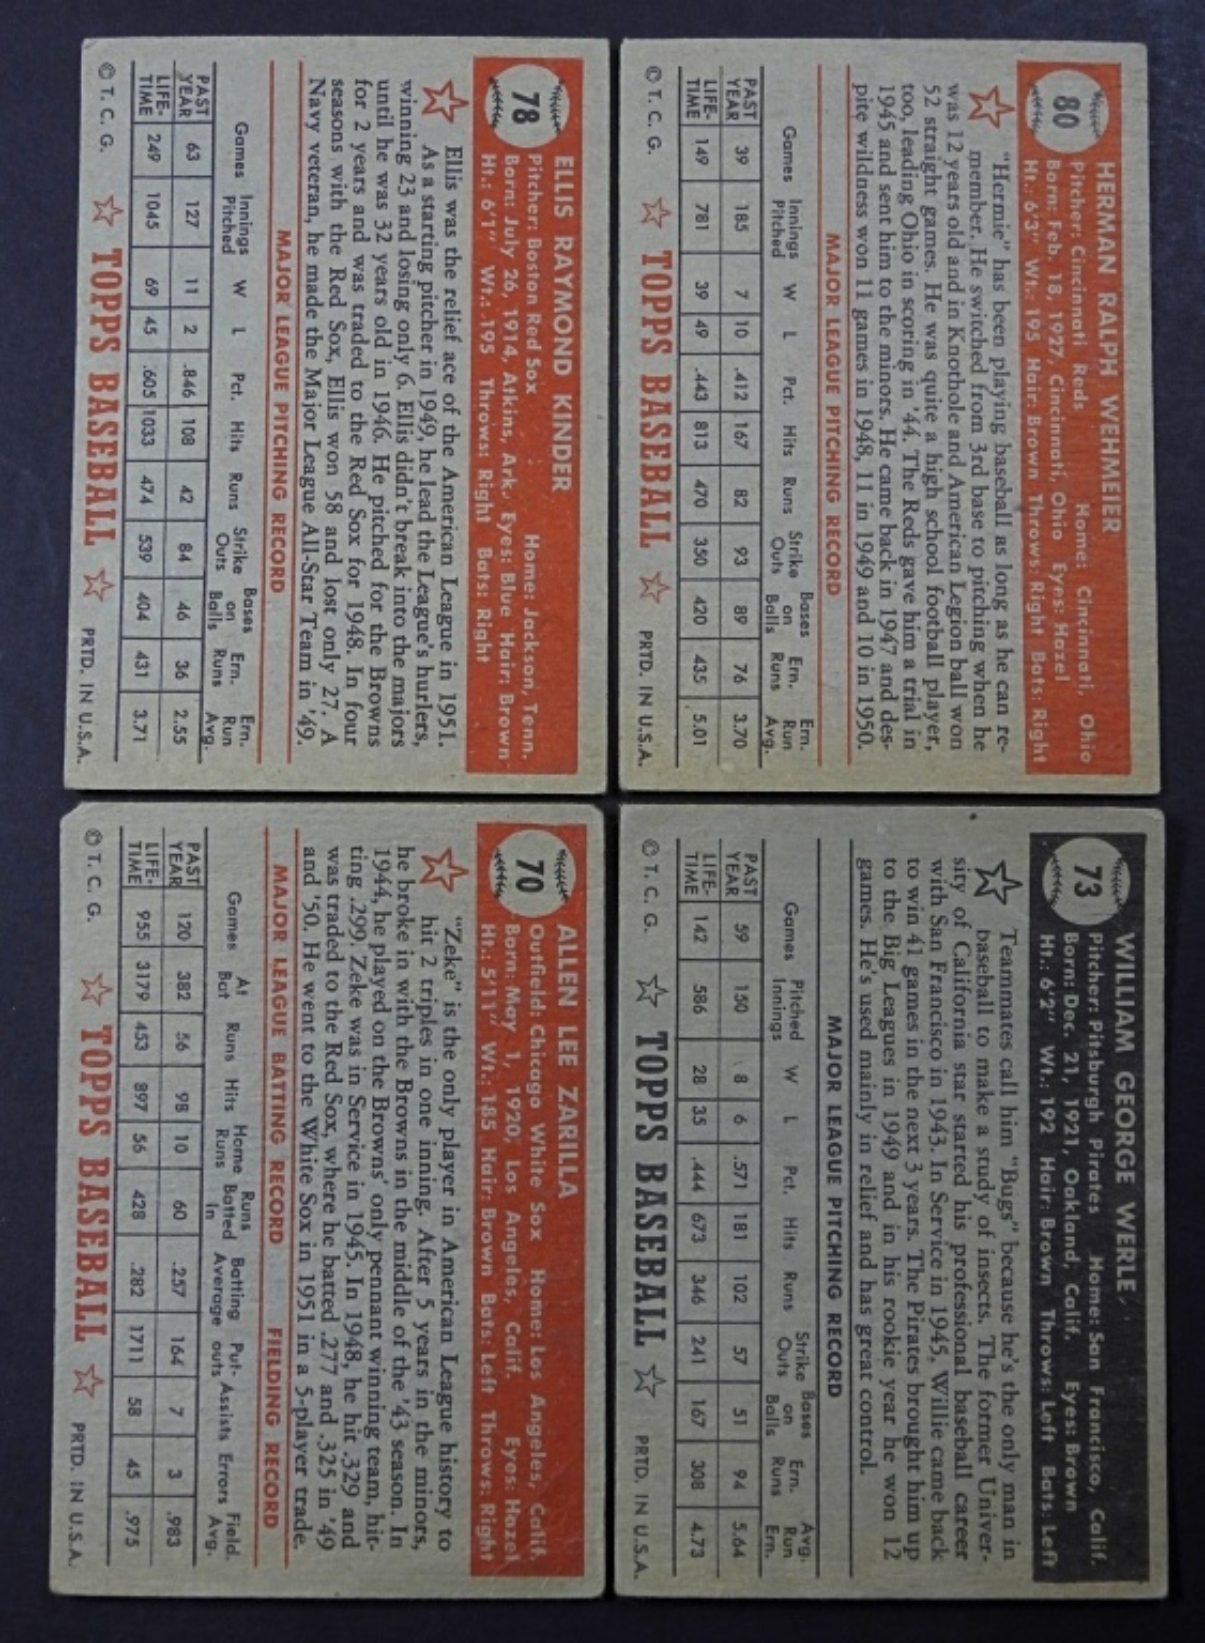 80
HERMAN RALPH WEHMEIER
Pitcher: Cincinnati Reds Home: Cincinnati, Ohio
Born: Feb. 18, 1927, Cincinnati, Ohio Eyes: Hazel
Ht.: 6'3" Wt.: 195 Hair: Brown Throws: Right Bats: Right
"Hermie" has been playing baseball as long as he can re-
member. He switched from 3rd base to pitching when he
was 12 years old and in Knothole and American Legion ball won
52 straight games. He was quite a high school football player,
too, leading Ohio in scoring in '44. The Reds gave him a trial in
1945 and sent him to the minors. He came back in 1947 and des-
pite wildness won 11 games in 1948, 11 in 1949 and 10 in 1950.
MAJOR LEAGUE PITCHING RECORD
Games Innings Pitched W L Pct. Hits Runs Strike Outs Bases on Balls Ern. Runs Ern. Run Avg.
PAST YEAR 39 185 7 10 .412 167 82 93 89 76 3.70
LIFE-TIME 149 781 39 49 .443 813 470 350 420 435 5.01
© T. C. G. TOPPS BASEBALL PRTD. IN U.S.A.
73
WILLIAM GEORGE WERLE
Pitcher: Pitsburgh Pirates Home: San Francisco, Calif.
Born: Dec. 21, 1921, Oakland, Calif. Eyes: Brown
Ht.: 6'2" Wt.: 192 Hair: Brown Throws: Left Bats: Left
Teammates call him "Bugs" because he's the only man in
baseball to make a study of insects. The former Univer-
sity of California star started his professional baseball career
with San Francisco in 1943. In Service in 1945, Willie came back
to win 41 games in the next 3 years. The Pirates brought him up
to the Big Leagues in 1949 and in his rookie year he won 12
games. He's used mainly in relief and has great control.
MAJOR LEAGUE PITCHING RECORD
Games Pitched Innings W L Pct. Hits Runs Strike Outs Bases on Balls Ern. Runs Avg. Run Ern.
PAST YEAR 59 150 8 6 .571 181 102 57 51 94 5.64
LIFE-TIME 142 586 28 35 .444 673 346 241 167 308 4.73
© T. C. G. TOPPS BASEBALL PRTD. IN U.S.A.
78
ELLIS RAYMOND KINDER
Pitcher: Boston Red Sox Home: Jackson, Tenn.
Born: July 26, 1914, Atkins, Ark. Eyes: Blue Hair: Brown
Ht.: 6'1" Wt.: 195 Throws: Right Bats: Right
Ellis was the relief ace of the American League in 1951.
As a starting pitcher in 1949, he lead the League's hurlers,
winning 23 and losing only 6. Ellis didn't break into the majors
until he was 32 years old in 1946. He pitched for the Browns
for 2 years and was traded to the Red Sox for 1948. In four
seasons with the Red Sox, Ellis won 58 and lost only 27. A
Navy veteran, he made the Major League All-Star Team in '49.
MAJOR LEAGUE PITCHING RECORD
Games Innings Pitched W L Pct. Hits Runs Strike Outs Bases on Balls Ern. Runs Ern. Run Avg.
PAST YEAR 63 127 11 2 .846 108 42 84 46 36 2.55
LIFE-TIME 249 1045 69 45 .605 1033 474 539 404 431 3.71
© T. C. G. TOPPS BASEBALL PRTD. IN U.S.A.
70
ALLEN LEE ZARILLA
Outfield: Chicago White Sox Home: Los Angeles, Calif.
Born: May 1, 1920, Los Angeles, Calif. Eyes: Hazel
Ht.: 5'11" Wt.: 185 Hair: Brown Bats: Left Throws: Right
"Zeke" is the only player in American League history to
hit 2 triples in one inning. After 5 years in the minors,
he broke in with the Browns in the middle of the '43 season. In
1944, he played on the Browns' only pennant winning team, hit-
ting .299. Zeke was in Service in 1945. In 1948, he hit .329 and
was traded to the Red Sox, where he batted .277 and .325 in '49
and '50. He went to the White Sox in 1951 in a 5-player trade.
MAJOR LEAGUE BATTING RECORD FIELDING RECORD
Games At Bat Runs Hits Home Runs Runs Batted In Batting Average Put-outs Assists Errors Field. Avg.
PAST YEAR 120 382 56 98 10 60 .257 164 7 3 .983
LIFE-TIME 955 3179 453 897 56 428 .282 1711 58 45 .975
© T. C. G. TOPPS BASEBALL PRTD. IN U.S.A.